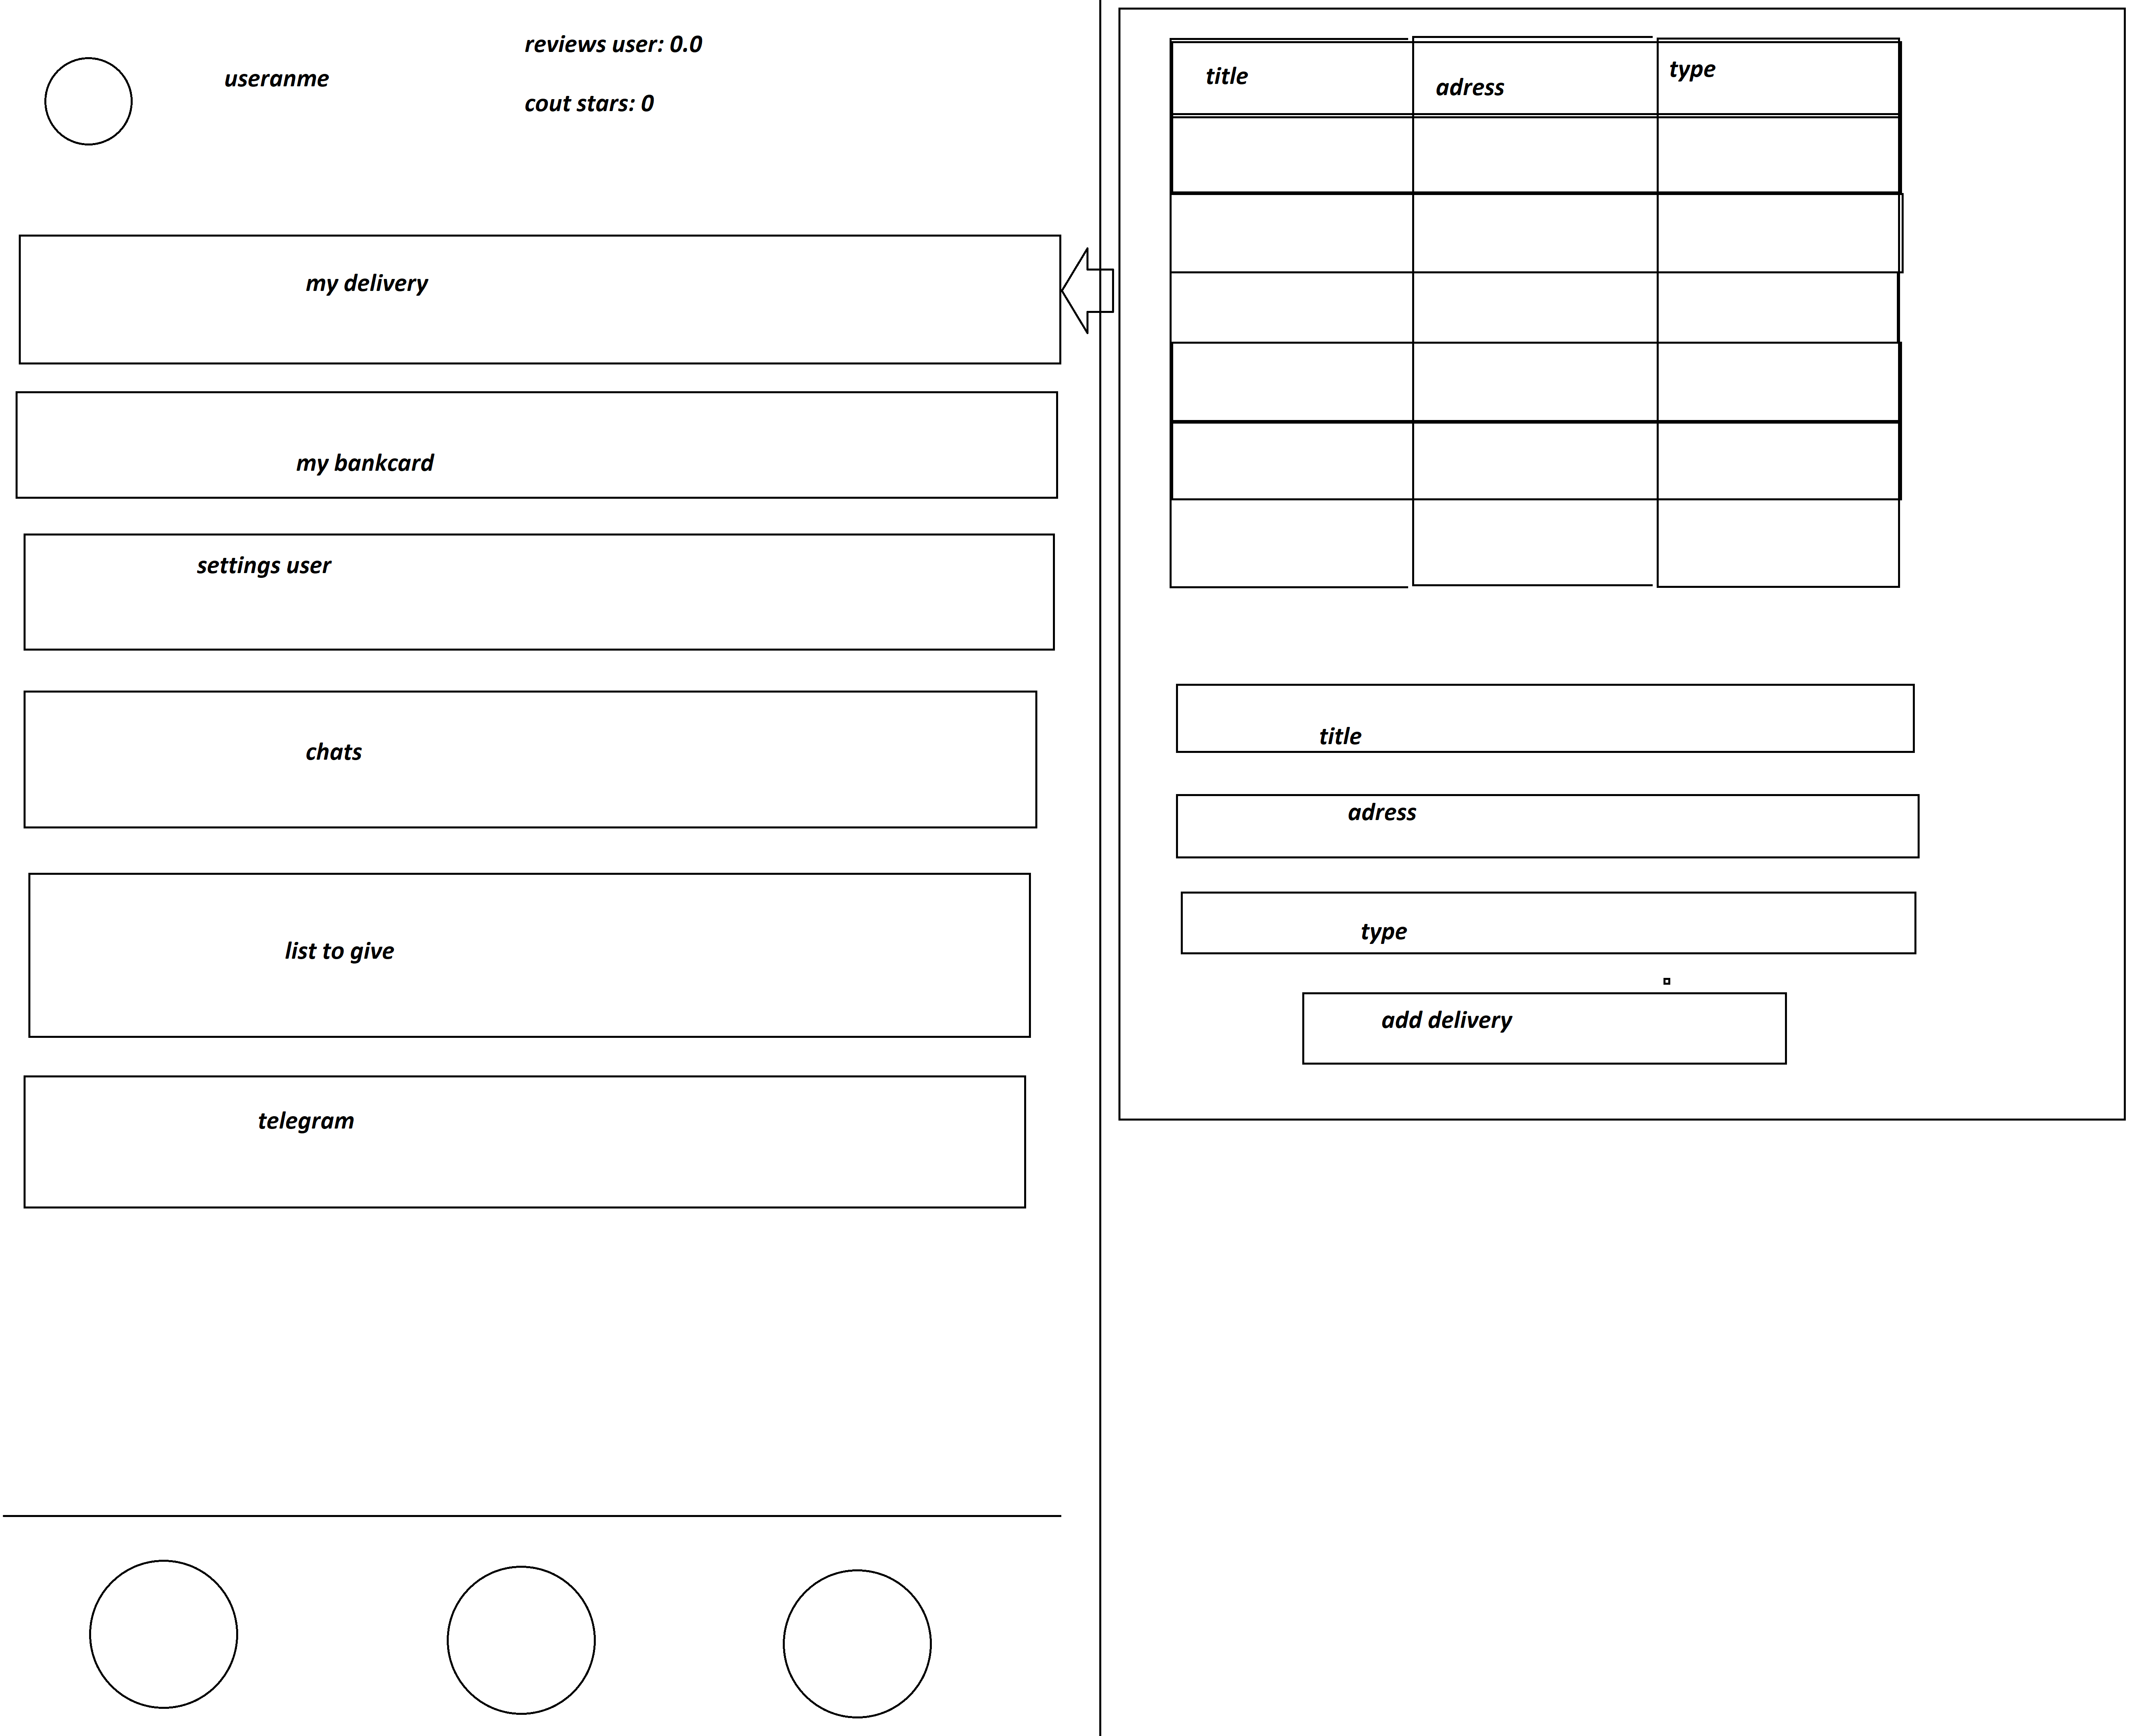 useranme
reviews user: 0.0
cout stars: 0
my delivery
my bankcard
settings user
chats
list to give
telegram
title
adress
type
title
adress
type
add delivery